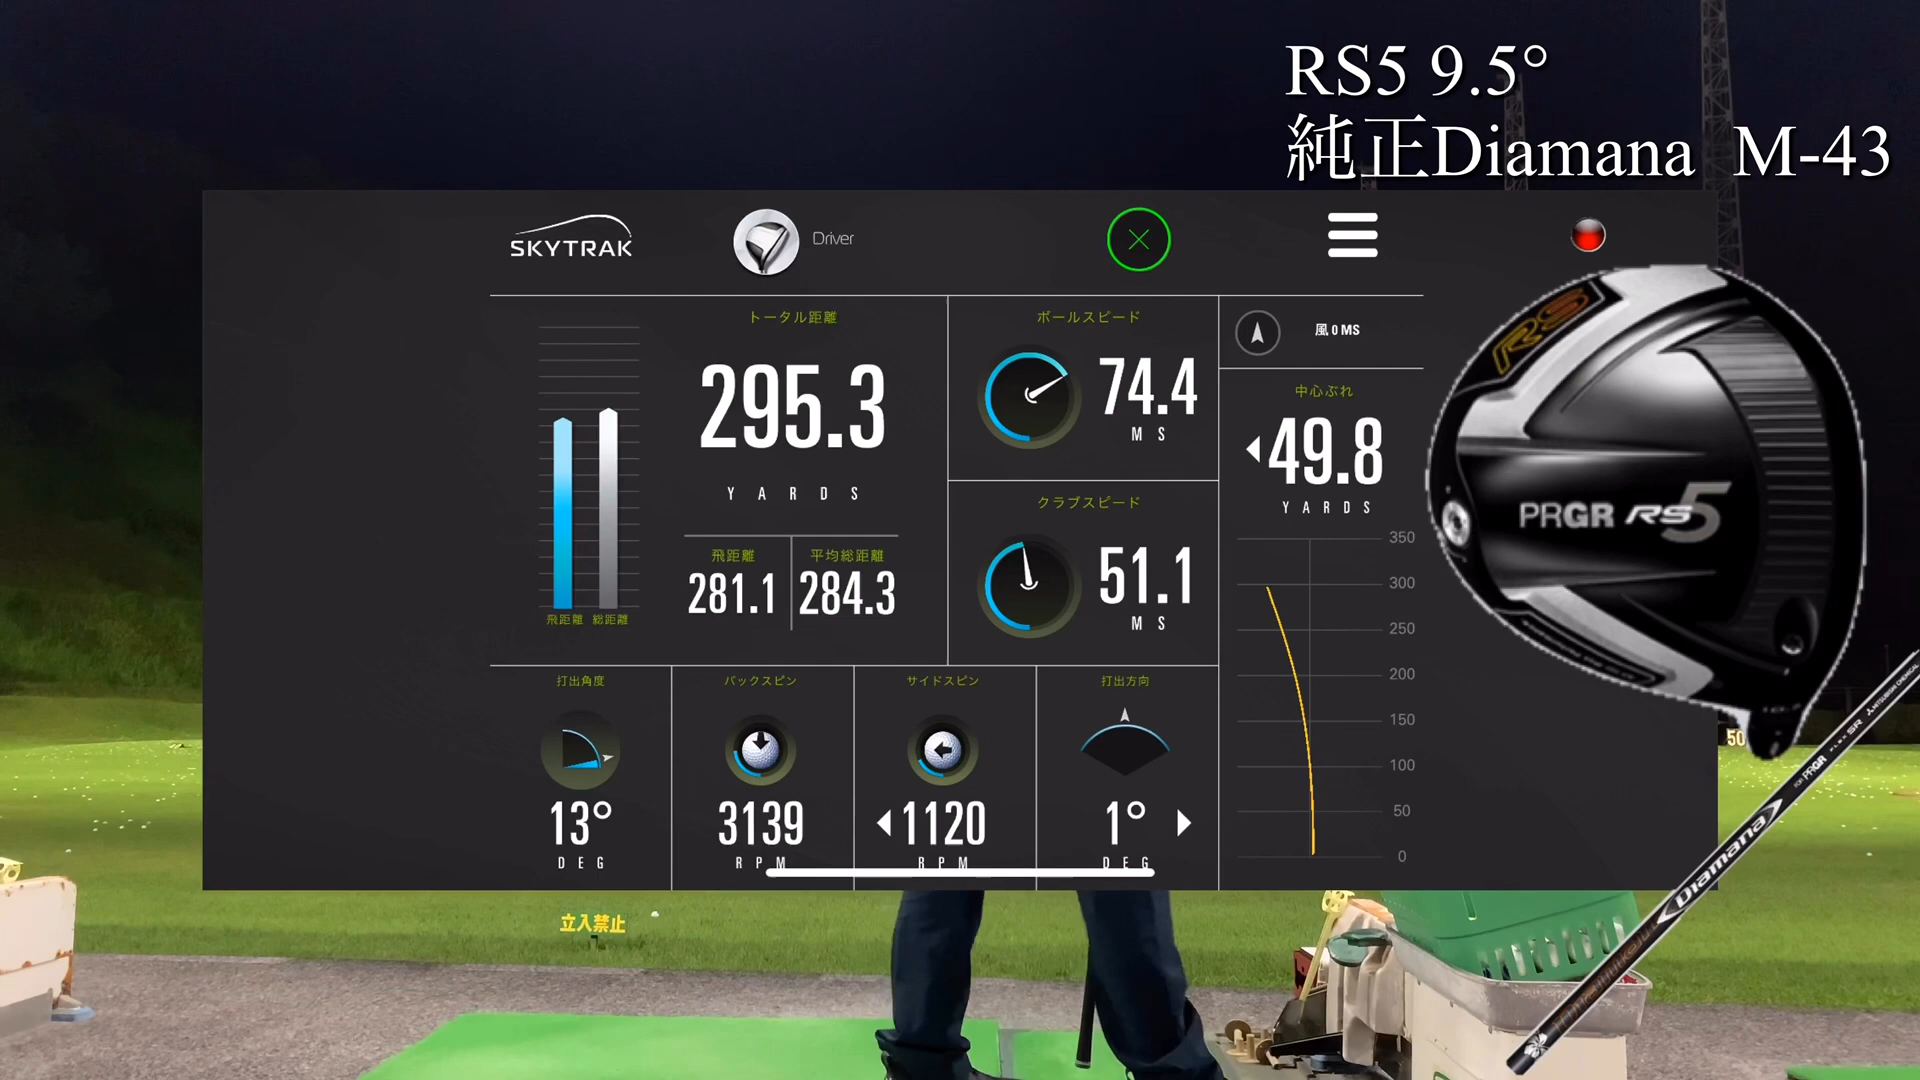 RS5 9.5°
純正Diamana M-43
SKYTRAK
Driver
トータル距離
295.3
YARDS
飛距離
281.1
平均総距離
284.3
飛距離 総距離
ボールスピード
74.4
MS
クラブスピード
51.1
MS
風 0 MS
中心ぶれ
49.8
YARDS
350
300
250
200
150
100
50
0
打出角度
13°
DEG
バックスピン
3139
RPM
サイドスピン
1120
RPM
打出方向
1°
DEG
RS
PRGR RS5
50
FOR PRGR FLEX SR MITSUBISHI CHEMICAL
Diamana
立入禁止